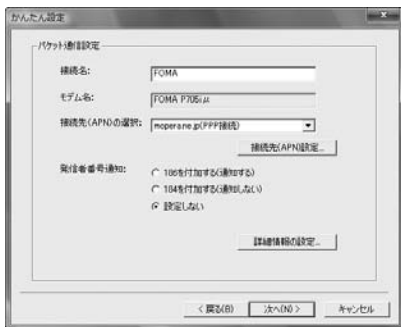 かんたん設定
パケット通信設定
接続名: FOMA
モデム名: FOMA P705iμ
接続先(APN)の選択: mopera.ne.jp(PPP接続)
接続先(APN)設定...
発信者番号通知: 186を付加する(通知する)
184を付加する(通知しない)
設定しない
詳細情報の設定...
< 戻る(B) 次へ(N) > キャンセル